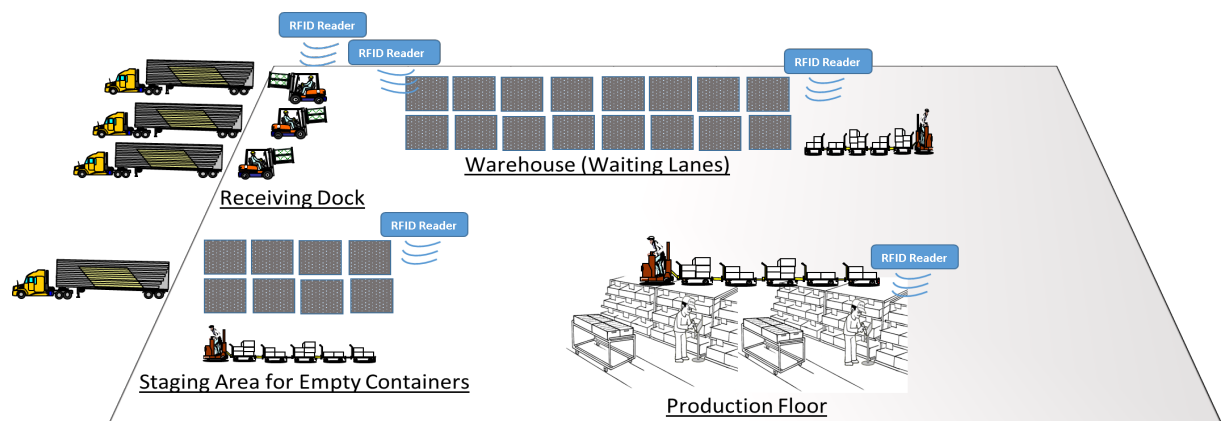 RFID Reader
RFID Reader
RFID Reader
Warehouse (Waiting Lanes)
Receiving Dock
RFID Reader
RFID Reader
Staging Area for Empty Containers
Production Floor